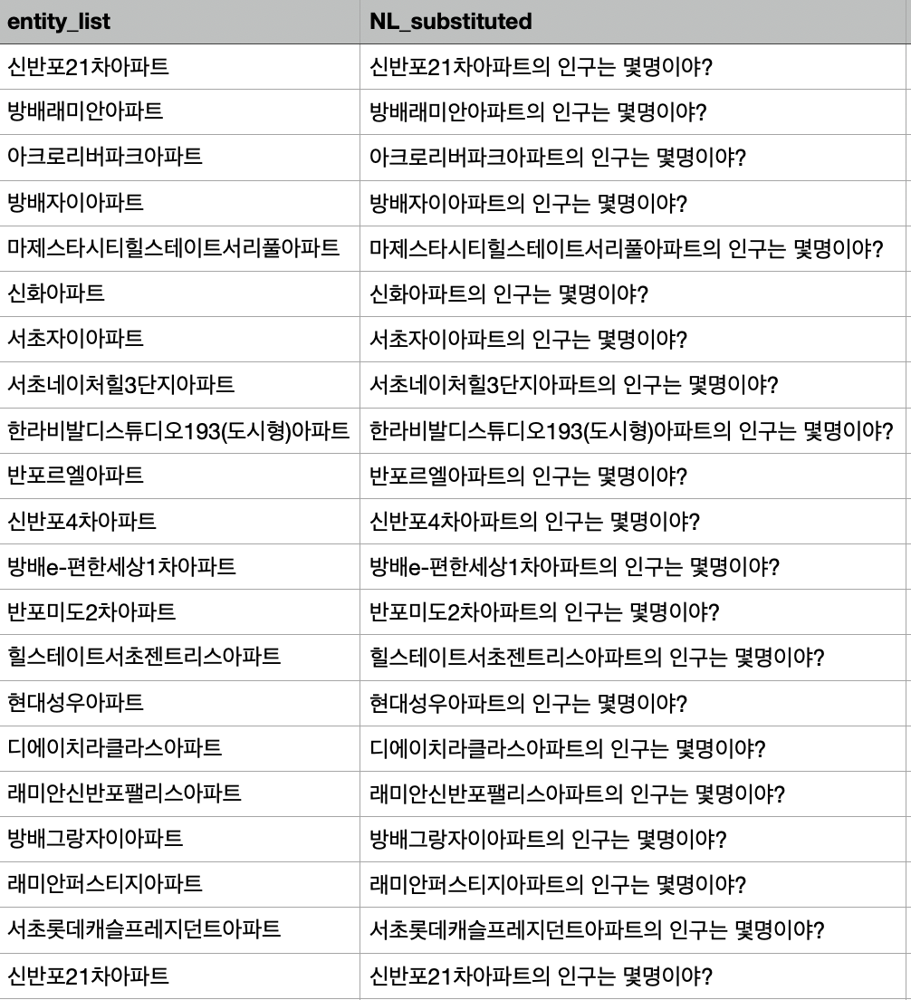 entity_list NL_substituted
신반포21차아파트 신반포21차아파트의 인구는 몇명이야?
방배래미안아파트 방배래미안아파트의 인구는 몇명이야?
아크로리버파크아파트 아크로리버파크아파트의 인구는 몇명이야?
방배자이아파트 방배자이아파트의 인구는 몇명이야?
마제스타시티힐스테이트서리풀아파트 마제스타시티힐스테이트서리풀아파트의 인구는 몇명이야?
신화아파트 신화아파트의 인구는 몇명이야?
서초자이아파트 서초자이아파트의 인구는 몇명이야?
서초네이처힐3단지아파트 서초네이처힐3단지아파트의 인구는 몇명이야?
한라비발디스튜디오193(도시형)아파트 한라비발디스튜디오193(도시형)아파트의 인구는 몇명이야?
반포르엘아파트 반포르엘아파트의 인구는 몇명이야?
신반포4차아파트 신반포4차아파트의 인구는 몇명이야?
방배e-편한세상1차아파트 방배e-편한세상1차아파트의 인구는 몇명이야?
반포미도2차아파트 반포미도2차아파트의 인구는 몇명이야?
힐스테이트서초젠트리스아파트 힐스테이트서초젠트리스아파트의 인구는 몇명이야?
현대성우아파트 현대성우아파트의 인구는 몇명이야?
디에이치라클라스아파트 디에이치라클라스아파트의 인구는 몇명이야?
래미안신반포팰리스아파트 래미안신반포팰리스아파트의 인구는 몇명이야?
방배그랑자이아파트 방배그랑자이아파트의 인구는 몇명이야?
래미안퍼스티지아파트 래미안퍼스티지아파트의 인구는 몇명이야?
서초롯데캐슬프레지던트아파트 서초롯데캐슬프레지던트아파트의 인구는 몇명이야?
신반포21차아파트 신반포21차아파트의 인구는 몇명이야?